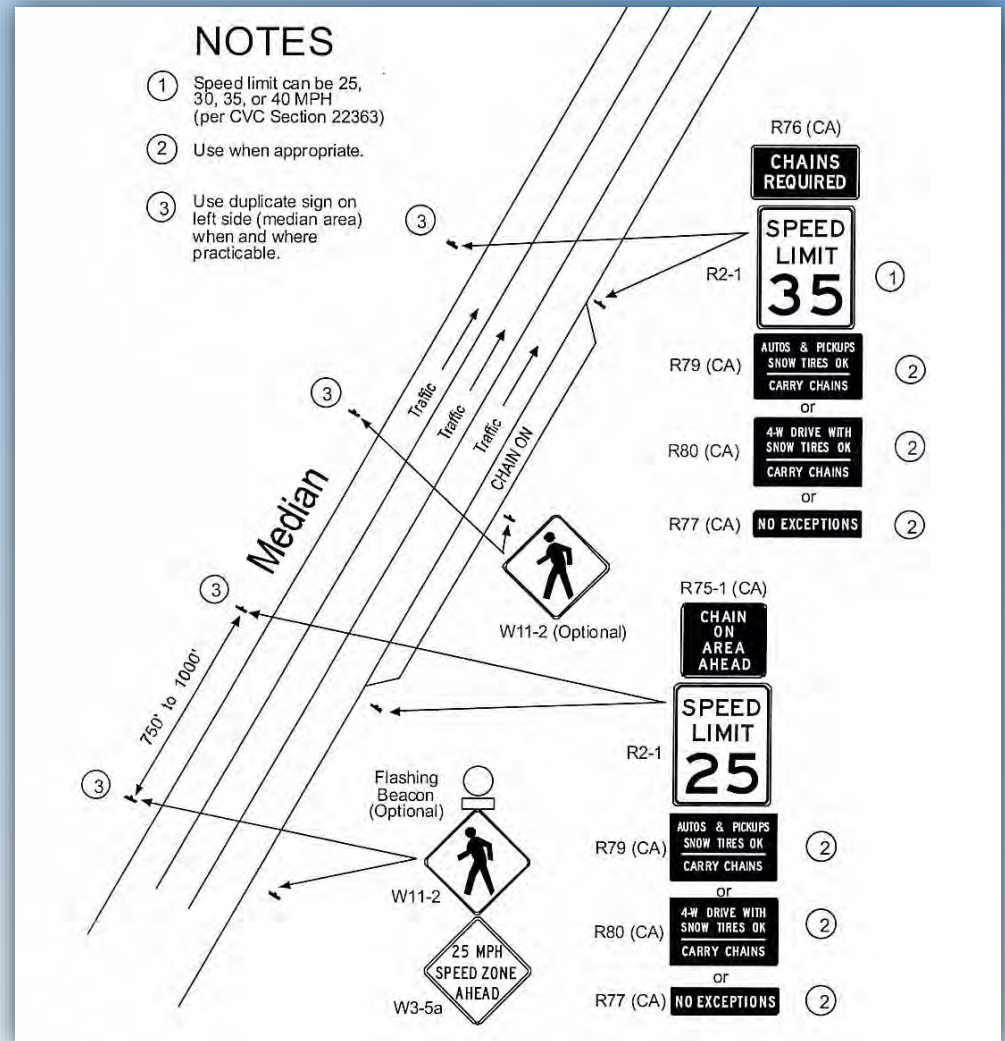 NOTES
1 Speed limit can be 25,
30, 35, or 40 MPH
(per CVC Section 22363)
2 Use when appropriate.
3 Use duplicate sign on
left side (median area)
when and where
practicable.
3
R76 (CA)
CHAINS
REQUIRED
SPEED
LIMIT
35
R2-1
1
R79 (CA)
AUTOS & PICKUPS
SNOW TIRES OK
CARRY CHAINS
2
or
R80 (CA)
4-W DRIVE WITH
SNOW TIRES OK
CARRY CHAINS
2
or
R77 (CA)
NO EXCEPTIONS
2
3
Traffic
Traffic
Traffic
CHAIN ON
Median
W11-2 (Optional)
3
750' to 1000'
R75-1 (CA)
CHAIN
ON
AREA
AHEAD
SPEED
LIMIT
25
R2-1
3
Flashing
Beacon
(Optional)
W11-2
25 MPH
SPEED ZONE
AHEAD
W3-5a
R79 (CA)
AUTOS & PICKUPS
SNOW TIRES OK
CARRY CHAINS
2
or
R80 (CA)
4-W DRIVE WITH
SNOW TIRES OK
CARRY CHAINS
2
or
R77 (CA)
NO EXCEPTIONS
2